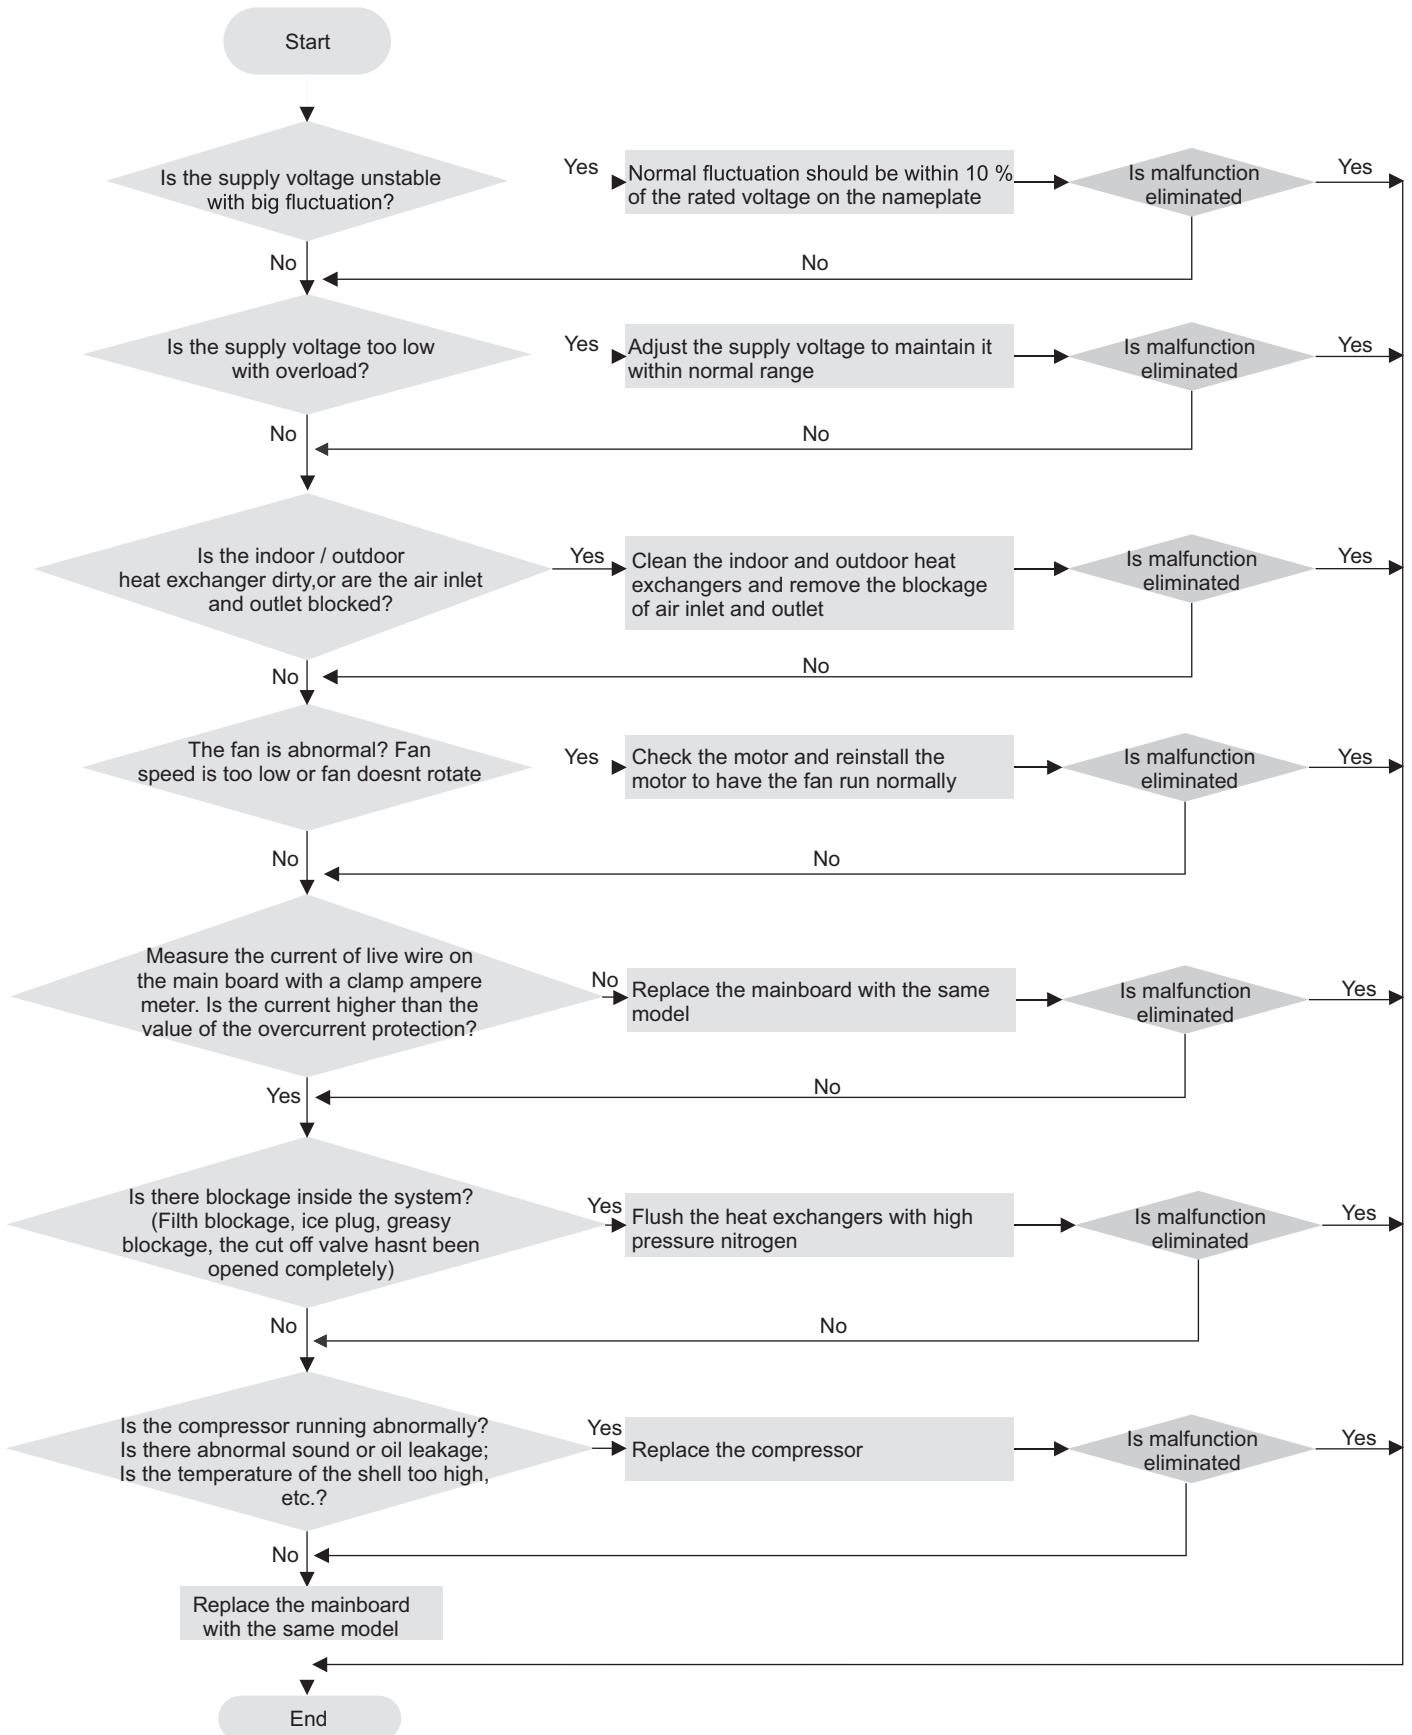 Start
Is the supply voltage unstable
with big fluctuation?
Yes
Normal fluctuation should be within 10 %
of the rated voltage on the nameplate
Is malfunction
eliminated
Yes
No
No
Is the supply voltage too low
with overload?
Yes
Adjust the supply voltage to maintain it
within normal range
Is malfunction
eliminated
Yes
No
No
Is the indoor / outdoor
heat exchanger dirty,or are the air inlet
and outlet blocked?
Yes
Clean the indoor and outdoor heat
exchangers and remove the blockage
of air inlet and outlet
Is malfunction
eliminated
Yes
No
No
The fan is abnormal? Fan
speed is too low or fan doesnt rotate
Yes
Check the motor and reinstall the
motor to have the fan run normally
Is malfunction
eliminated
Yes
No
No
Measure the current of live wire on
the main board with a clamp ampere
meter. Is the current higher than the
value of the overcurrent protection?
No
Replace the mainboard with the same
model
Is malfunction
eliminated
Yes
Yes
No
Is there blockage inside the system?
(Filth blockage, ice plug, greasy
blockage, the cut off valve hasnt been
opened completely)
Yes
Flush the heat exchangers with high
pressure nitrogen
Is malfunction
eliminated
Yes
No
No
Is the compressor running abnormally?
Is there abnormal sound or oil leakage;
Is the temperature of the shell too high,
etc.?
Yes
Replace the compressor
Is malfunction
eliminated
Yes
No
Replace the mainboard
with the same model
End